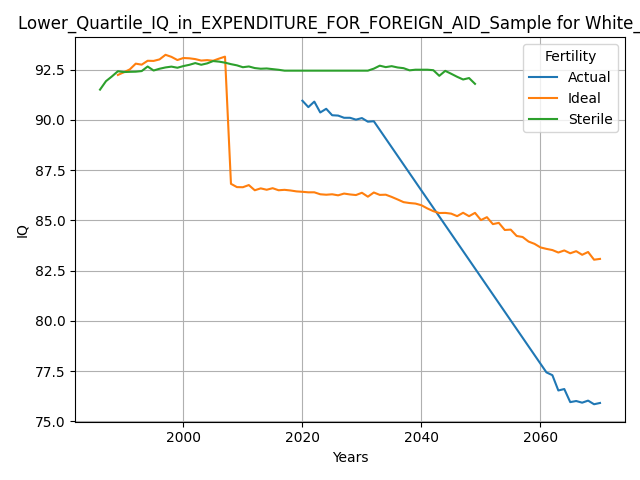 Lower_Quartile_IQ_in_EXPENDITURE_FOR_FOREIGN_AID_Sample for White_
Fertility
Actual
Ideal
Sterile
92.5
90.0
87.5
85.0
82.5
80.0
77.5
75.0
IQ
2000
2020
2040
2060
Years